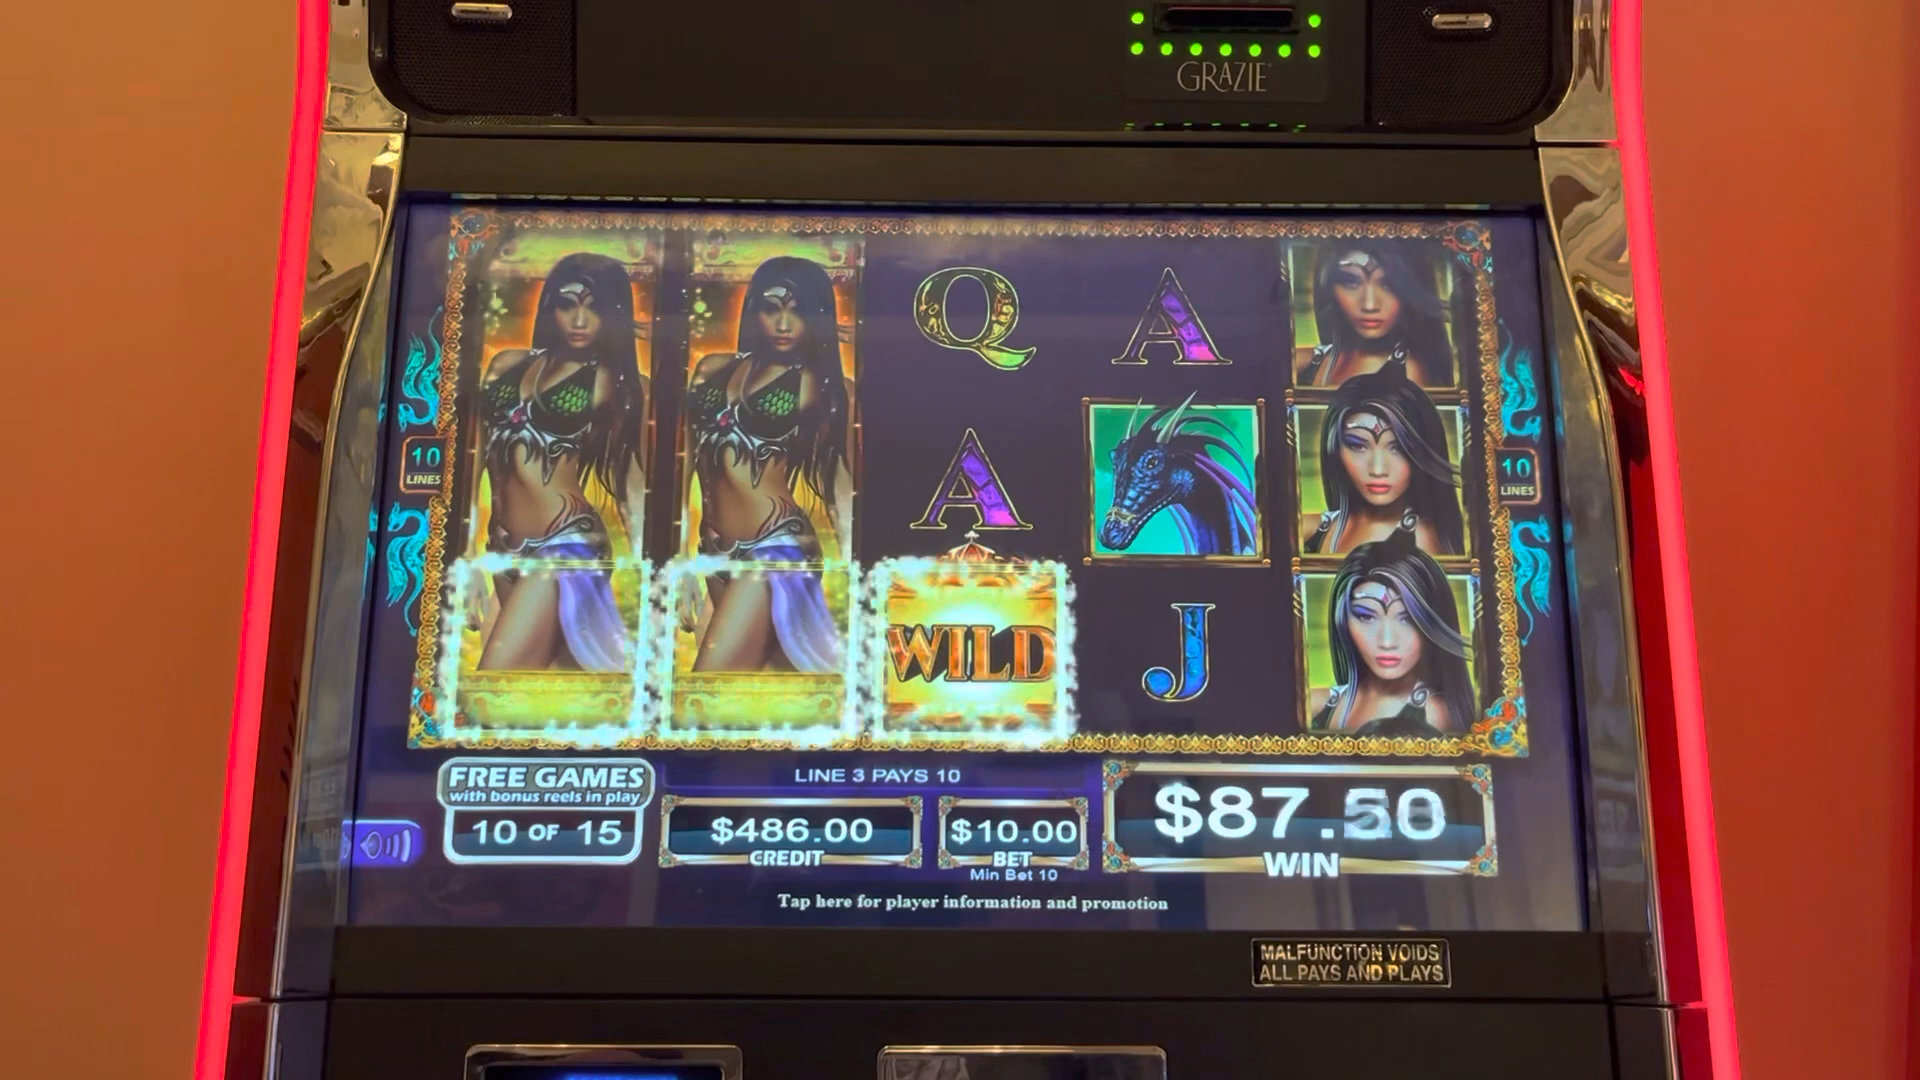 GRAZIE
Q
A
10
LINES
A
10
LINES
WILD
J
FREE GAMES
with bonus reels in play
10 OF 15
LINE 3 PAYS 10
$486.00
CREDIT
$10.00
BET
Min Bet 10
$87.50
WIN
Tap here for player information and promotion
MALFUNCTION VOIDS
ALL PAYS AND PLAYS